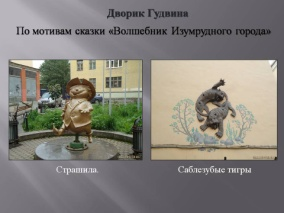 Дворик Гудвина
По мотивам сказки «Волшебник Изумрудного города»
Страшила.
Саблезубые тигры